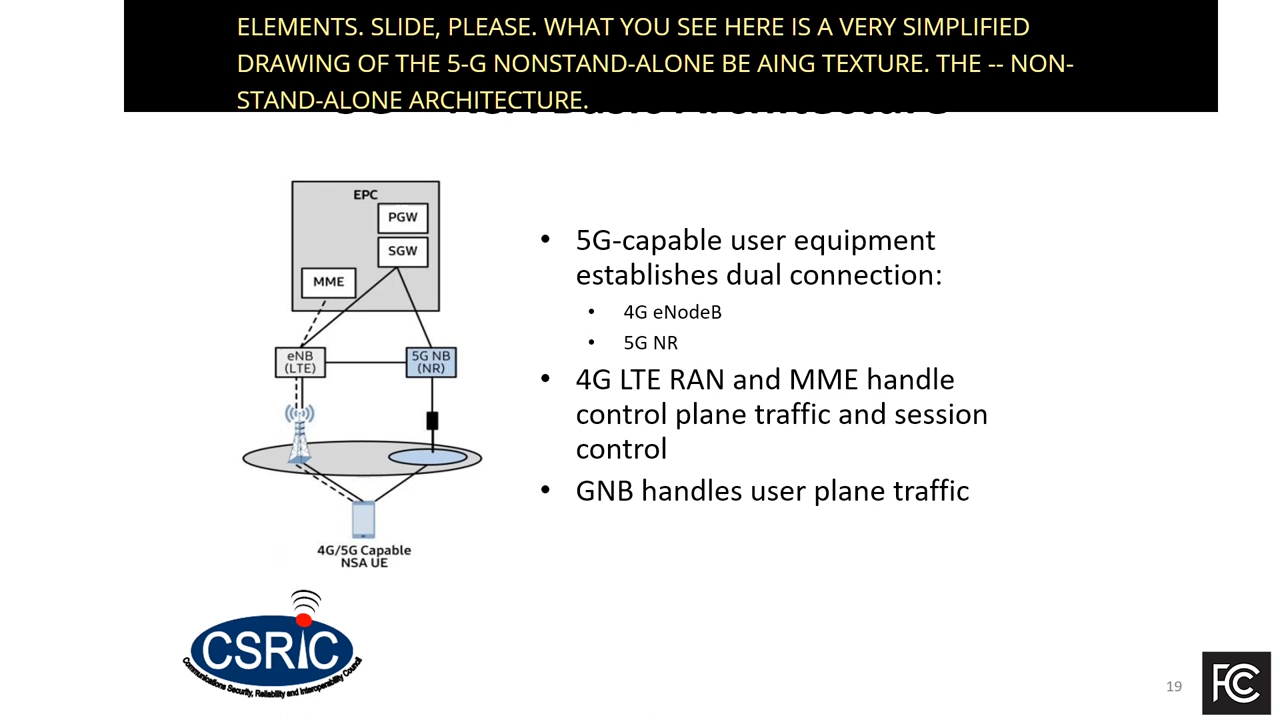 ELEMENTS. SLIDE, PLEASE. WHAT YOU SEE HERE IS A VERY SIMPLIFIED
DRAWING OF THE 5-G NONSTAND-ALONE BE AING TEXTURE. THE -- NON-
STAND-ALONE ARCHITECTURE.
EPC
PGW
SGW
MME
eNB
(LTE)
5G NB
(NR)
4G/5G Capable
NSA UE
• 5G-capable user equipment
establishes dual connection:
• 4G eNodeB
• 5G NR
• 4G LTE RAN and MME handle
control plane traffic and session
control
• GNB handles user plane traffic
CSRIC
Communications Security, Reliability and Interoperability Council
19
FCC